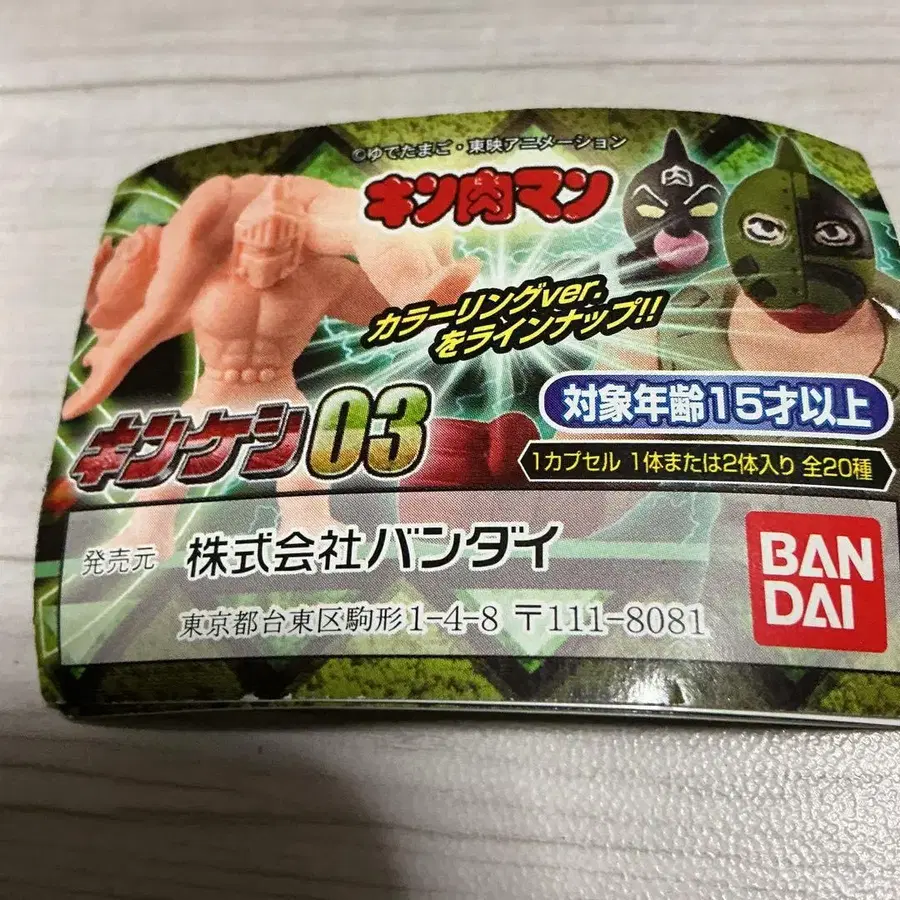 ©ゆでたまご・東映アニメーション
キン肉マン
肉
カラーリングver.
をラインナップ!!
キンケシ03
対象年齢15才以上
1カプセル 1体または2体入り 全20種
発売元 株式会社バンダイ
東京都台東区駒形1-4-8 〒111-8081
BAN
DAI